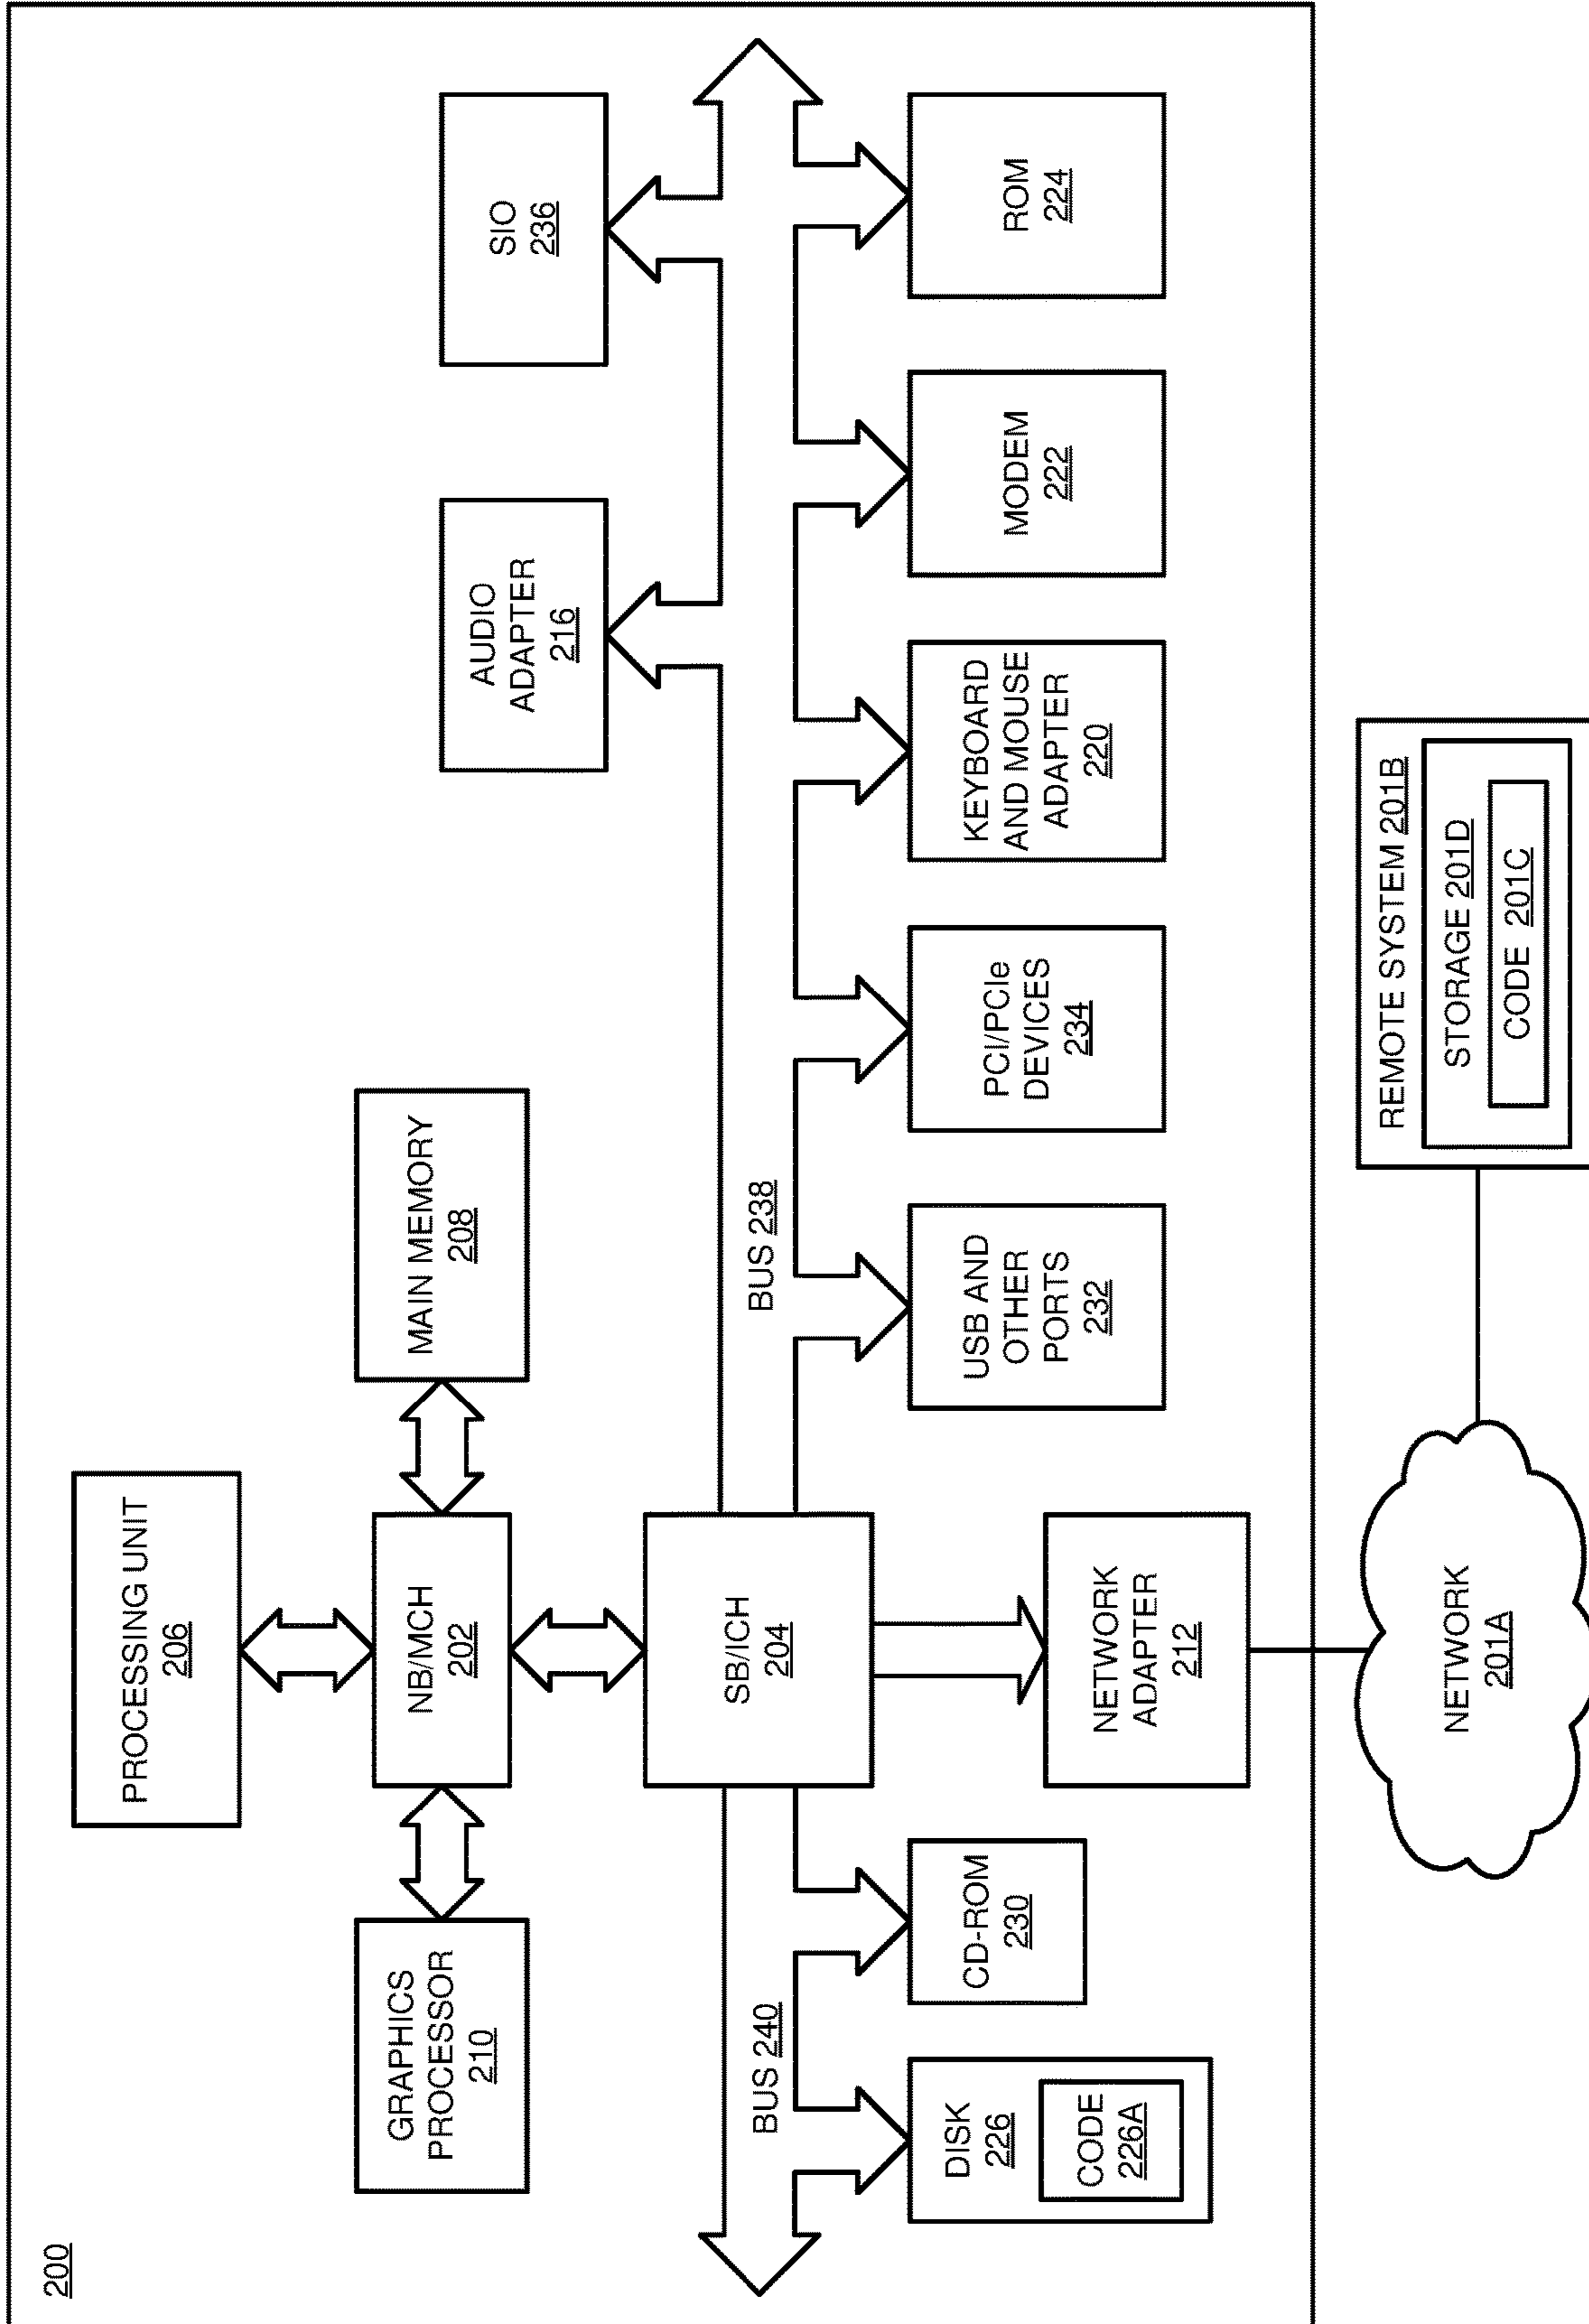 200
PROCESSING UNIT
206
GRAPHICS
PROCESSOR
210
NB/MCH
202
MAIN MEMORY
208
AUDIO
ADAPTER
216
SIO
236
SB/ICH
204
BUS 240
BUS 238
DISK
226
CODE
226A
CD-ROM
230
NETWORK
ADAPTER
212
USB AND
OTHER
PORTS
232
PCI/PCIe
DEVICES
234
KEYBOARD
AND MOUSE
ADAPTER
220
MODEM
222
ROM
224
NETWORK
201A
REMOTE SYSTEM 201B
STORAGE 201D
CODE 201C